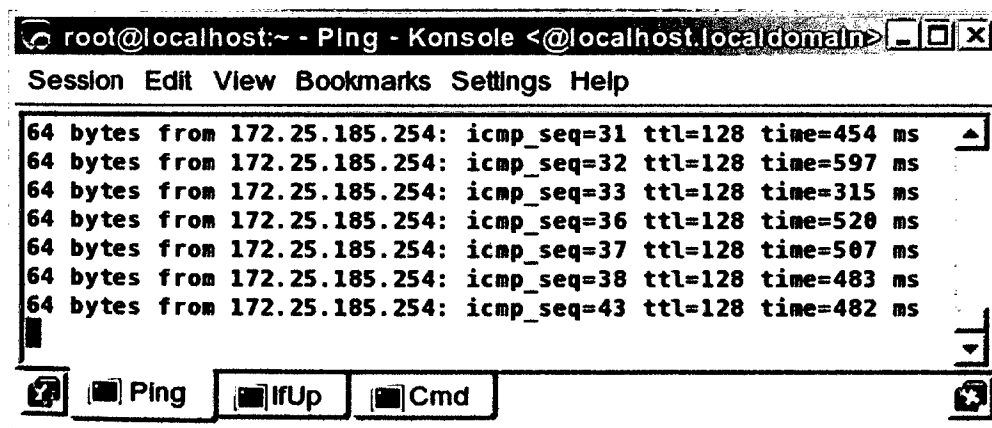 root@localhost:~ - Ping - Konsole <@localhost.localdomain>
Session Edit View Bookmarks Settings Help
64 bytes from 172.25.185.254: icmp_seq=31 ttl=128 time=454 ms
64 bytes from 172.25.185.254: icmp_seq=32 ttl=128 time=597 ms
64 bytes from 172.25.185.254: icmp_seq=33 ttl=128 time=315 ms
64 bytes from 172.25.185.254: icmp_seq=36 ttl=128 time=520 ms
64 bytes from 172.25.185.254: icmp_seq=37 ttl=128 time=507 ms
64 bytes from 172.25.185.254: icmp_seq=38 ttl=128 time=483 ms
64 bytes from 172.25.185.254: icmp_seq=43 ttl=128 time=482 ms
Ping IfUp Cmd